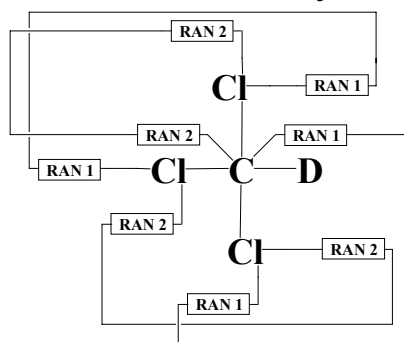 RAN 2
Cl RAN 1
RAN 2 RAN 1
RAN 1 Cl C D
RAN 2
Cl RAN 2
RAN 1